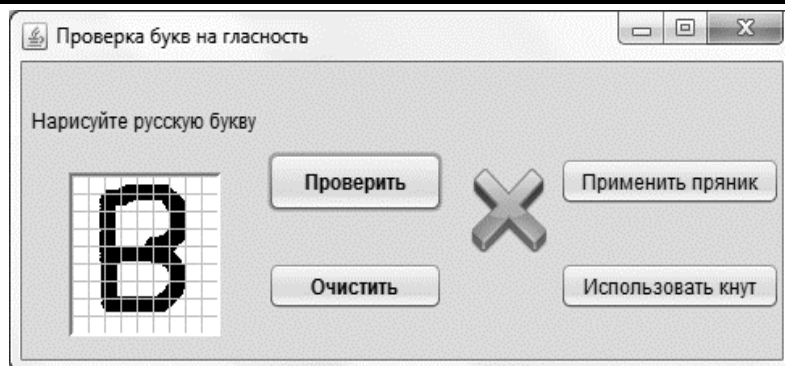 Проверка букв на гласность
Нарисуйте русскую букву
В
Проверить
Применить пряник
Очистить
Использовать кнут